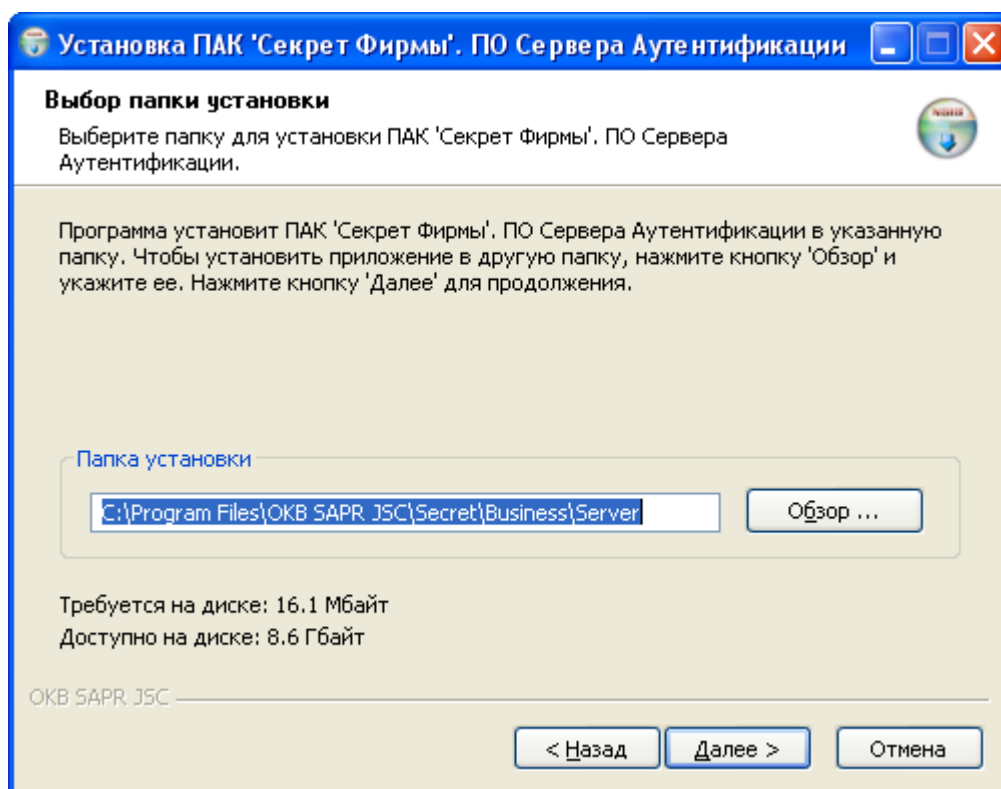 Установка ПАК 'Секрет Фирмы'. ПО Сервера Аутентификации
Выбор папки установки
Выберите папку для установки ПАК 'Секрет Фирмы'. ПО Сервера
Аутентификации.
Программа установит ПАК 'Секрет Фирмы'. ПО Сервера Аутентификации в указанную
папку. Чтобы установить приложение в другую папку, нажмите кнопку 'Обзор' и
укажите ее. Нажмите кнопку 'Далее' для продолжения.
Папка установки
C:\Program Files\OKB SAPR JSC\Secret\Business\Server
Обзор ...
Требуется на диске: 16.1 Мбайт
Доступно на диске: 8.6 Гбайт
OKB SAPR JSC
< Назад
Далее >
Отмена